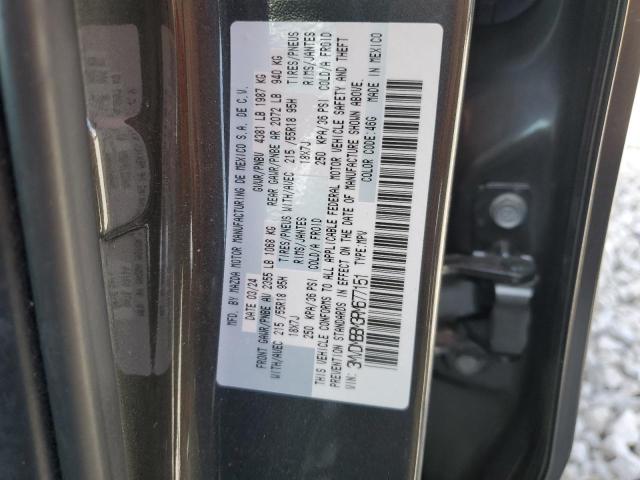 MFD. BY MAZDA MOTOR MANUFACTURING DE MEXICO S.A. DE C.V.
DATE 03/24 GVWR/PNBV 4381 LB 1987 KG
FRONT GAWR/PNBE AV 2355 LB 1068 KG REAR GAWR/PNBE AR 2072 LB 940 KG
WITH/AVEC 215 /55R18 95H TIRES/PNEUS WITH/AVEC 215 /55R18 95H TIRES/PNEUS
18X7J RIMS/JANTES 18X7J RIMS/JANTES
250 KPA/36 PSI COLD/A FROID 250 KPA/36 PSI COLD/A FROID
THIS VEHICLE CONFORMS TO ALL APPLICABLE FEDERAL MOTOR VEHICLE SAFETY AND THEFT
PREVENTION STANDARDS IN EFFECT ON THE DATE OF MANUFACTURE SHOWN ABOVE.
VIN: TYPE:MPV COLOR CODE:46G MADE IN MEXICO